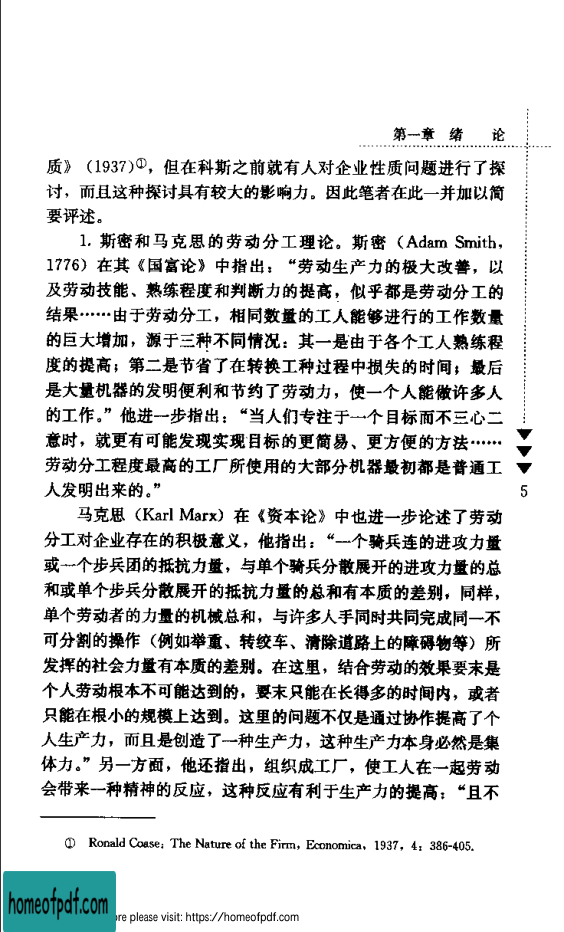 第一章 绪 论
质》（1937）①，但在科斯之前就有人对企业性质问题进行了探
讨，而且这种探讨具有较大的影响力。因此笔者在此一并加以简
要评述。
1. 斯密和马克思的劳动分工理论。斯密（Adam Smith，
1776）在其《国富论》中指出：“劳动生产力的极大改善，以
及劳动技能、熟练程度和判断力的提高，似乎都是劳动分工的
结果……由于劳动分工，相同数量的工人能够进行的工作数量
的巨大增加，源于三种不同情况：其一是由于各个工人熟练程
度的提高；第二是节省了在转换工种过程中损失的时间；最后
是大量机器的发明便利和节约了劳动力，使一个人能做许多人
的工作。”他进一步指出：“当人们专注于一个目标而不三心二
意时，就更有可能发现实现目标的更简易、更方便的方法……
劳动分工程度最高的工厂所使用的大部分机器最初都是普通工
人发明出来的。”
5
马克思（Karl Marx）在《资本论》中也进一步论述了劳动
分工对企业存在的积极意义，他指出：“一个骑兵连的进攻力量
或一个步兵团的抵抗力量，与单个骑兵分散展开的进攻力量的总
和或单个步兵分散展开的抵抗力量的总和有本质的差别，同样，
单个劳动者的力量的机械总和，与许多人手同时共同完成同一不
可分割的操作（例如举重、转绞车、清除道路上的障碍物等）所
发挥的社会力量有本质的差别。在这里，结合劳动的效果要末是
个人劳动根本不可能达到的，要末只能在长得多的时间内，或者
只能在根小的规模上达到。这里的问题不仅是通过协作提高了个
人生产力，而且是创造了一种生产力，这种生产力本身必然是集
体力。”另一方面，他还指出，组织成工厂，使工人在一起劳动
会带来一种精神的反应，这种反应有利于生产力的提高：“且不
① Ronald Coase：The Nature of the Firm，Economica，1937，4：386-405.
homeofpdf.com
please visit: https://homeofpdf.com